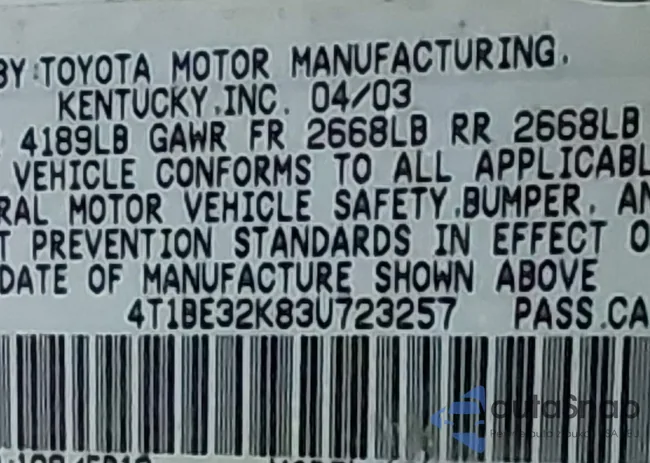 BY TOYOTA MOTOR MANUFACTURING,
KENTUCKY,INC. 04/03
4189LB GAWR FR 2668LB RR 2668LB
VEHICLE CONFORMS TO ALL APPLICABL
RAL MOTOR VEHICLE SAFETY,BUMPER, AN
T PREVENTION STANDARDS IN EFFECT O
DATE OF MANUFACTURE SHOWN ABOVE
4T1BE32K83U723257 PASS.CA
autoSnap